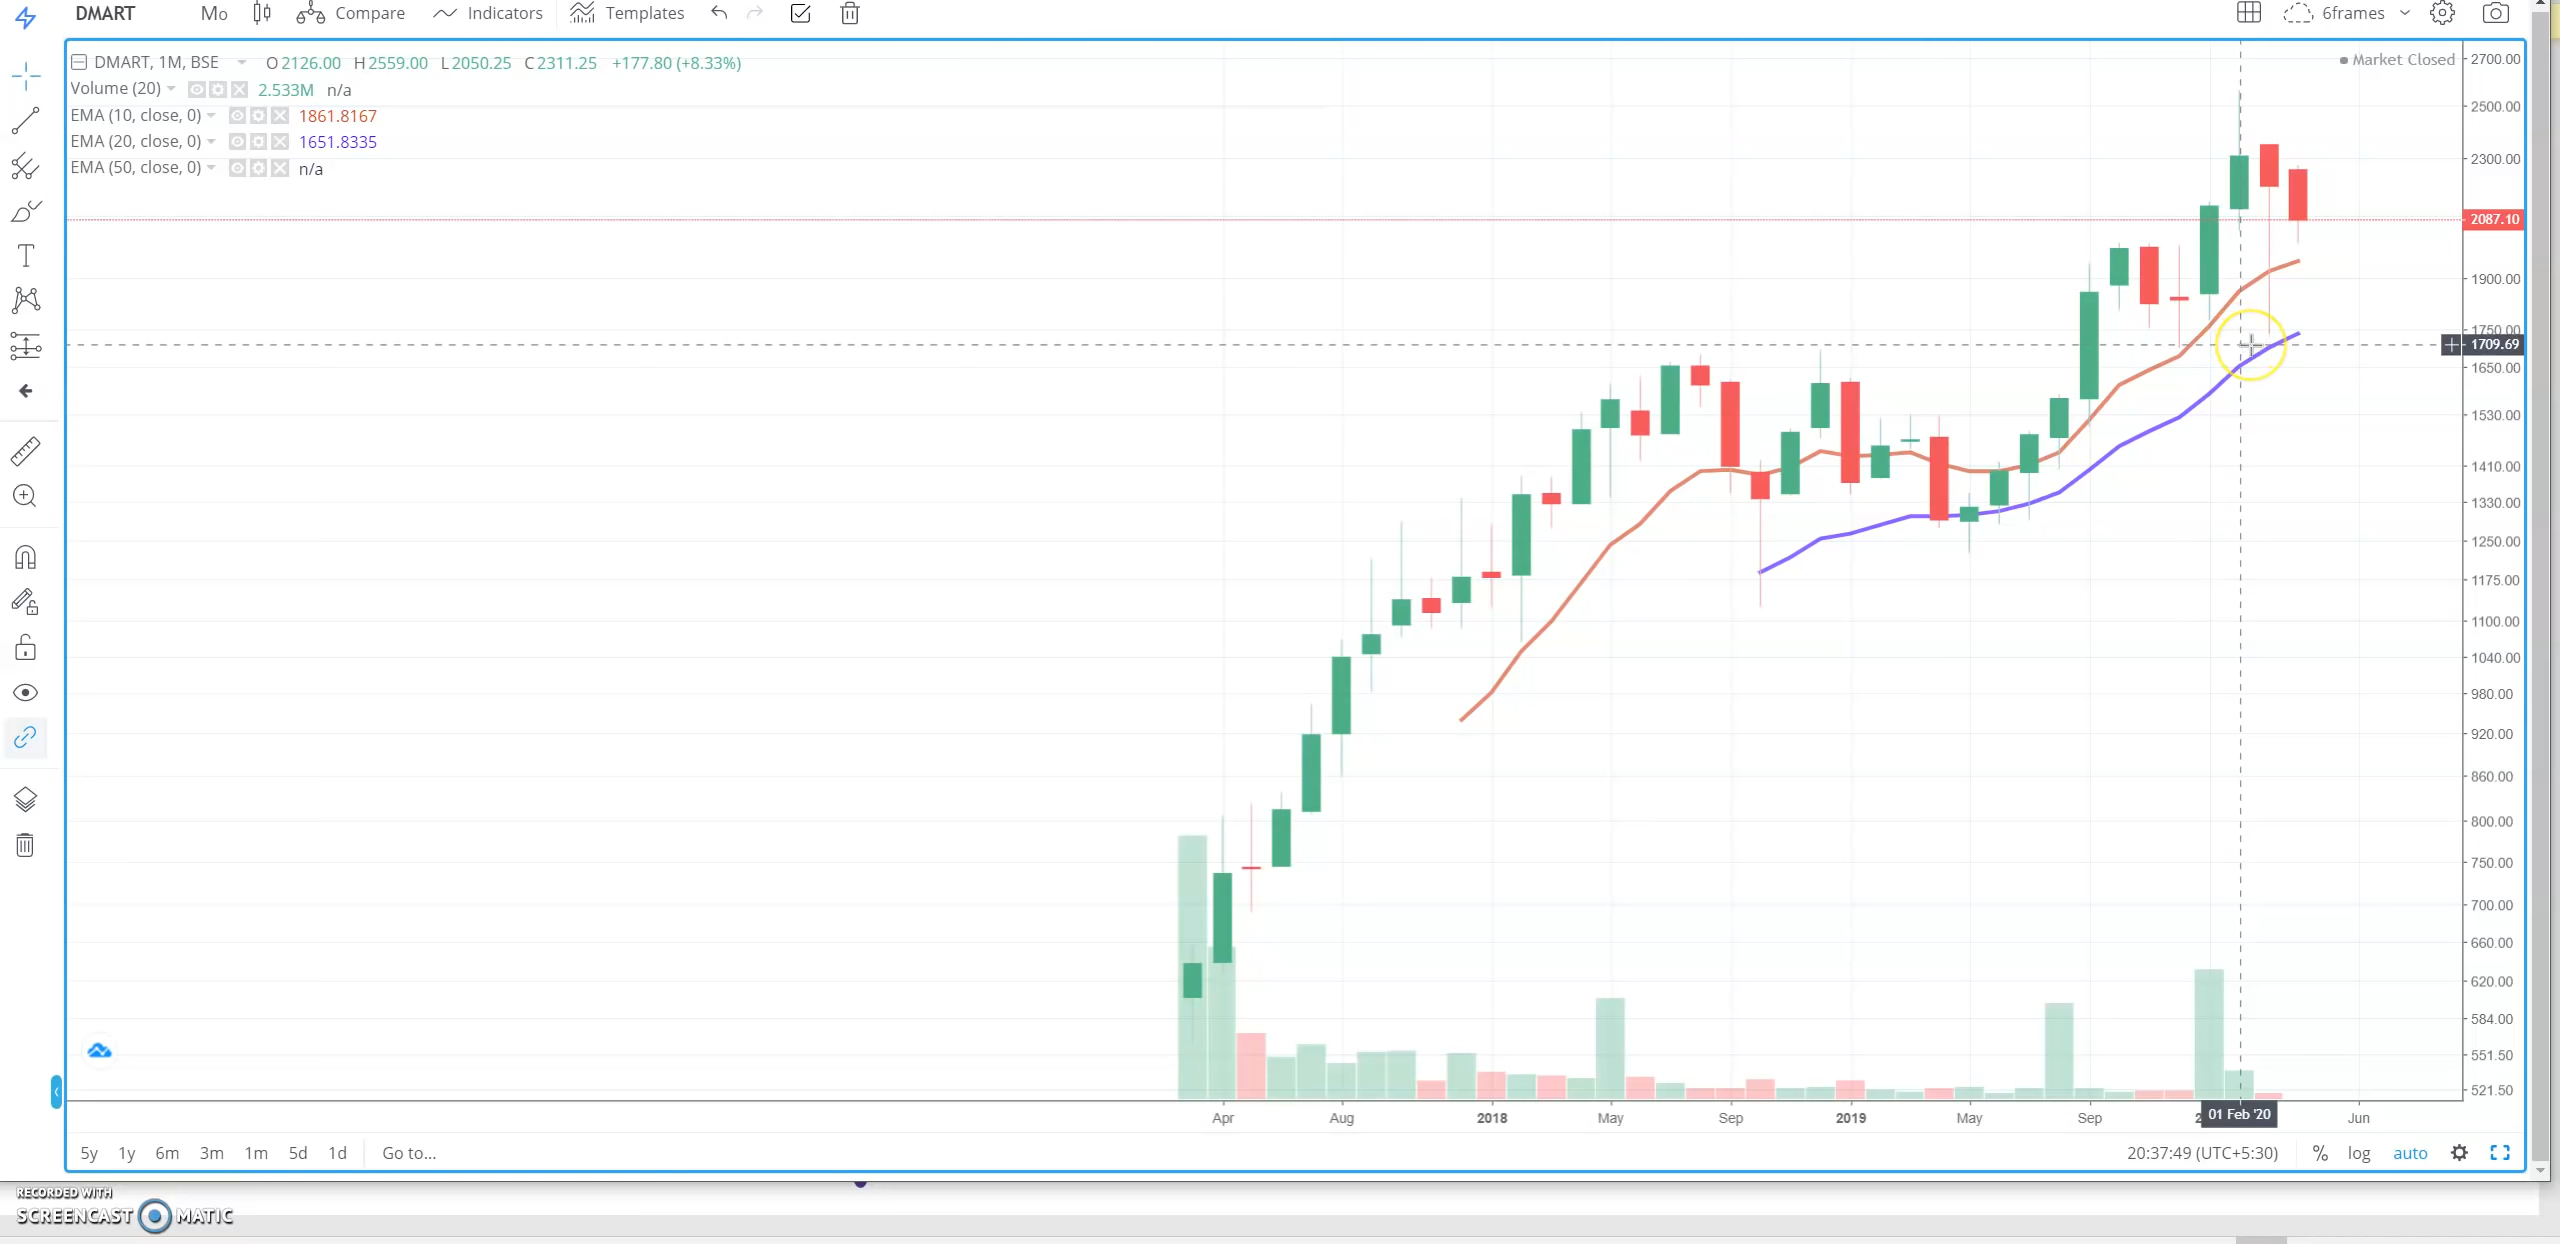 DMART Mo Compare Indicators Templates 6frames
DMART, 1M, BSE O2126.00 H2559.00 L2050.25 C2311.25 +177.80 (+8.33%)
Market Closed
Volume (20) 2.533M n/a
EMA (10, close, 0) 1861.8167
EMA (20, close, 0) 1651.8335
EMA (50, close, 0) n/a
2700.00
2500.00
2300.00
2087.10
1900.00
1750.00
1709.69
1650.00
1530.00
1410.00
1330.00
1250.00
1175.00
1100.00
1040.00
980.00
920.00
860.00
800.00
750.00
700.00
660.00
620.00
584.00
551.50
521.50
Apr Aug 2018 May Sep 2019 May Sep 01 Feb '20 Jun
5y 1y 6m 3m 1m 5d 1d Go to... 20:37:49 (UTC+5:30) % log auto
RECORDED WITH
SCREENCAST MATIC